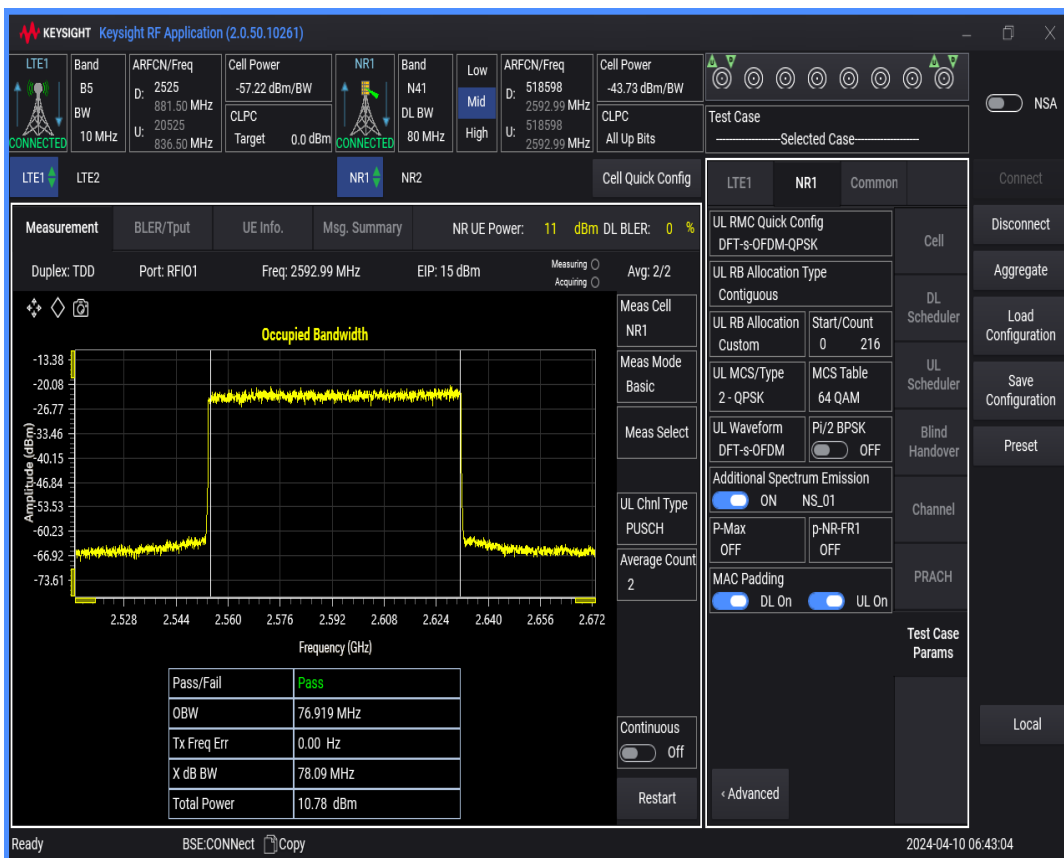 KEYSIGHT Keysight RF Application (2.0.50.10261)
LTE1
CONNECTED
Band
B5
BW
10 MHz
ARFCN/Freq
D: 2525
881.50 MHz
U: 20525
836.50 MHz
Cell Power
-57.22 dBm/BW
CLPC
Target 0.0 dBm
NR1
CONNECTED
Band
N41
DL BW
80 MHz
Low
Mid
High
ARFCN/Freq
D: 518598
2592.99 MHz
U: 518598
2592.99 MHz
Cell Power
-43.73 dBm/BW
CLPC
All Up Bits
Test Case
Selected Case
NSA
LTE1 LTE2 NR1 NR2 Cell Quick Config
Measurement BLER/Tput UE Info. Msg. Summary NR UE Power: 11 dBm DL BLER: 0 %
Duplex: TDD Port: RFIO1 Freq: 2592.99 MHz EIP: 15 dBm
Measuring
Acquiring
Avg: 2/2
Occupied Bandwidth
Amplitude (dBm)
-13.38
-20.08
-26.77
-33.46
-40.15
-46.84
-53.53
-60.23
-66.92
-73.61
2.528 2.544 2.560 2.576 2.592 2.608 2.624 2.640 2.656 2.672
Frequency (GHz)
Pass/Fail Pass
OBW 76.919 MHz
Tx Freq Err 0.00 Hz
X dB BW 78.09 MHz
Total Power 10.78 dBm
Meas Cell
NR1
Meas Mode
Basic
Meas Select
UL Chnl Type
PUSCH
Average Count
2
Continuous
Off
Restart
LTE1 NR1 Common
UL RMC Quick Config
DFT-s-OFDM-QPSK
UL RB Allocation Type
Contiguous
UL RB Allocation
Custom
Start/Count
0 216
UL MCS/Type
2 - QPSK
MCS Table
64 QAM
UL Waveform
DFT-s-OFDM
Pi/2 BPSK
OFF
Additional Spectrum Emission
ON NS_01
P-Max
OFF
p-NR-FR1
OFF
MAC Padding
DL On UL On
‹ Advanced
Cell
DL
Scheduler
UL
Scheduler
Blind
Handover
Channel
PRACH
Test Case
Params
Connect
Disconnect
Aggregate
Load
Configuration
Save
Configuration
Preset
Local
Ready BSE:CONNect Copy 2024-04-10 06:43:04